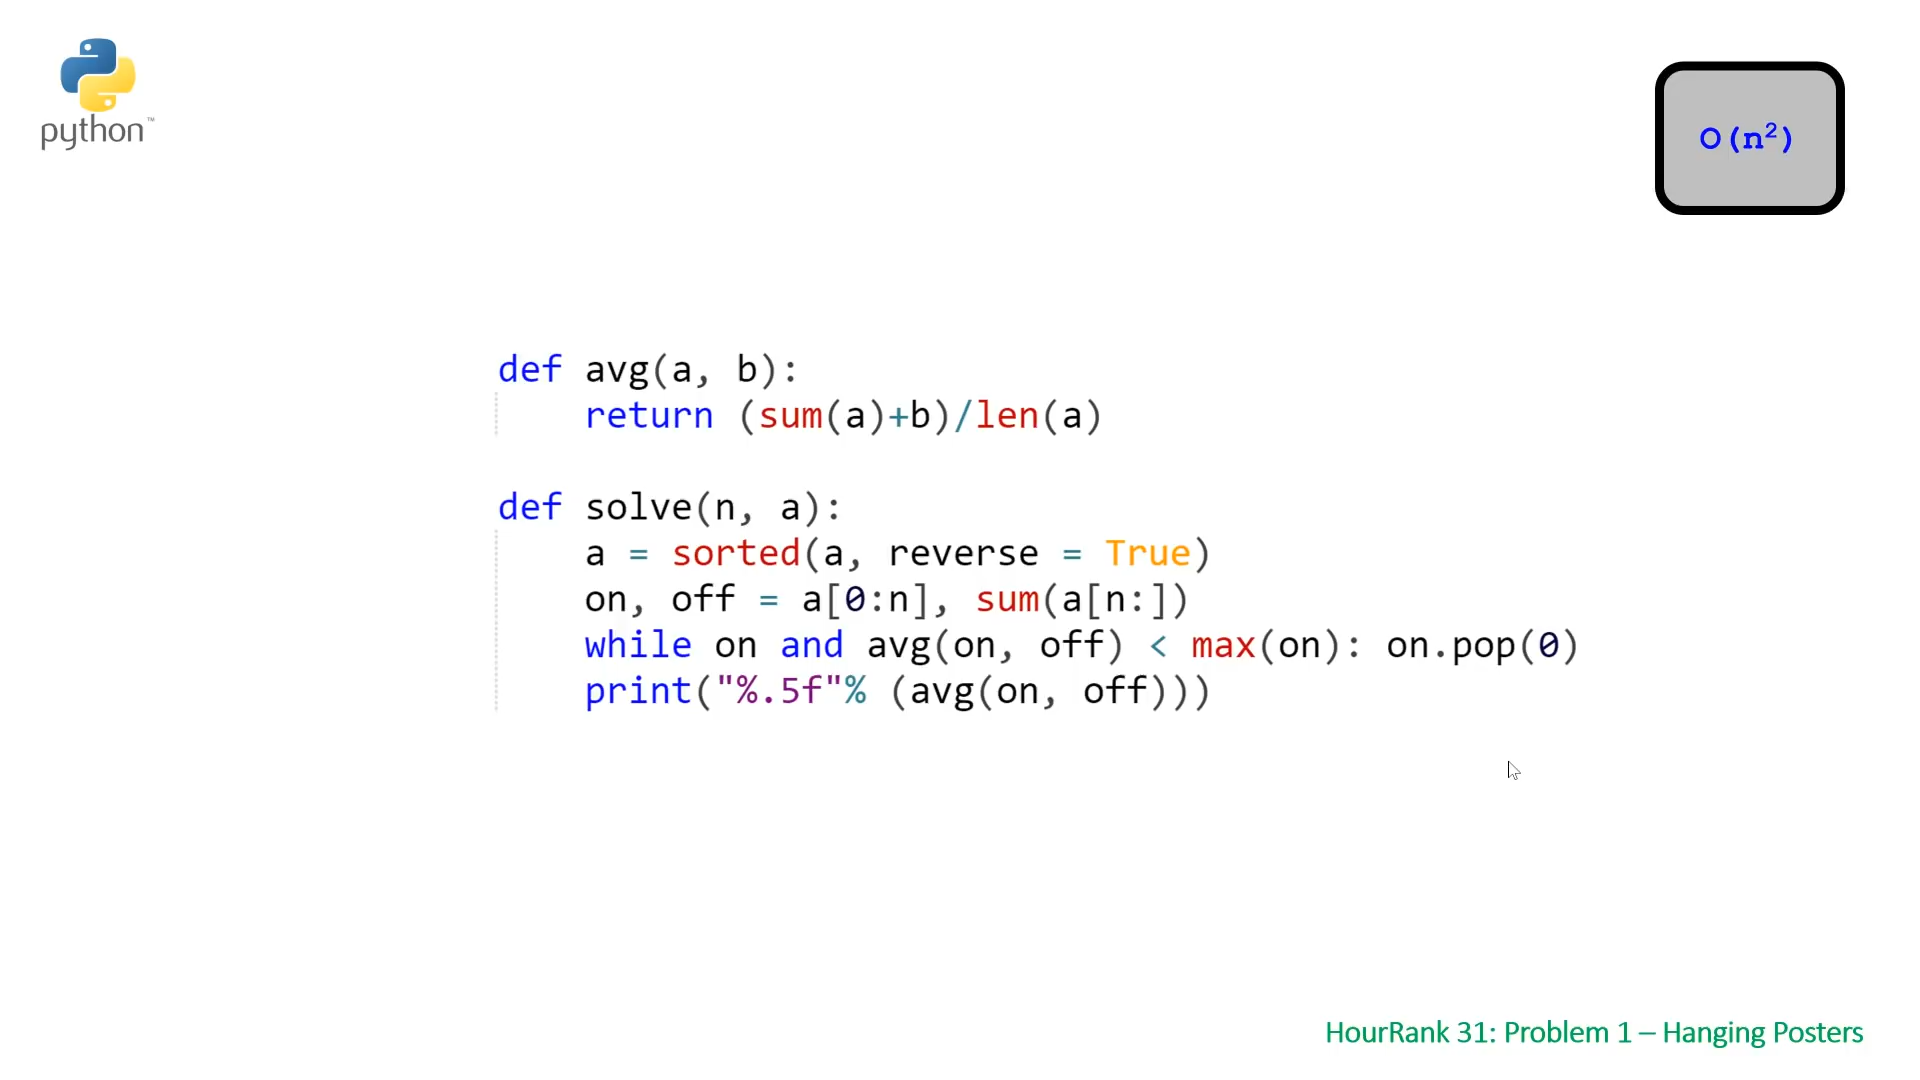 python™
O(n²)
def avg(a, b):
    return (sum(a)+b)/len(a)
def solve(n, a):
    a = sorted(a, reverse = True)
    on, off = a[0:n], sum(a[n:])
    while on and avg(on, off) < max(on): on.pop(0)
    print("%.5f"% (avg(on, off)))
HourRank 31: Problem 1 – Hanging Posters